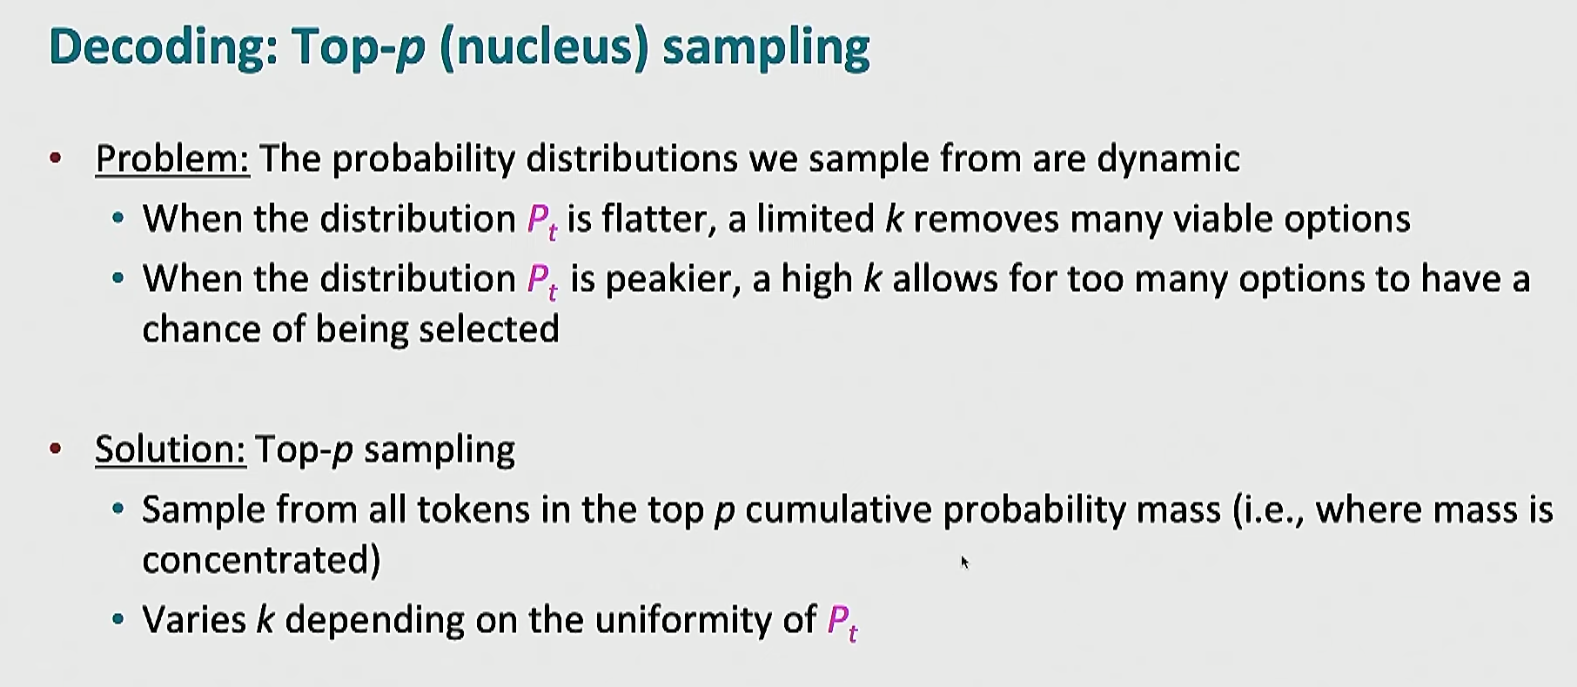 Decoding: Top-p (nucleus) sampling
• Problem: The probability distributions we sample from are dynamic
• When the distribution Pt is flatter, a limited k removes many viable options
• When the distribution Pt is peakier, a high k allows for too many options to have a
chance of being selected
• Solution: Top-p sampling
• Sample from all tokens in the top p cumulative probability mass (i.e., where mass is
concentrated)
• Varies k depending on the uniformity of Pt